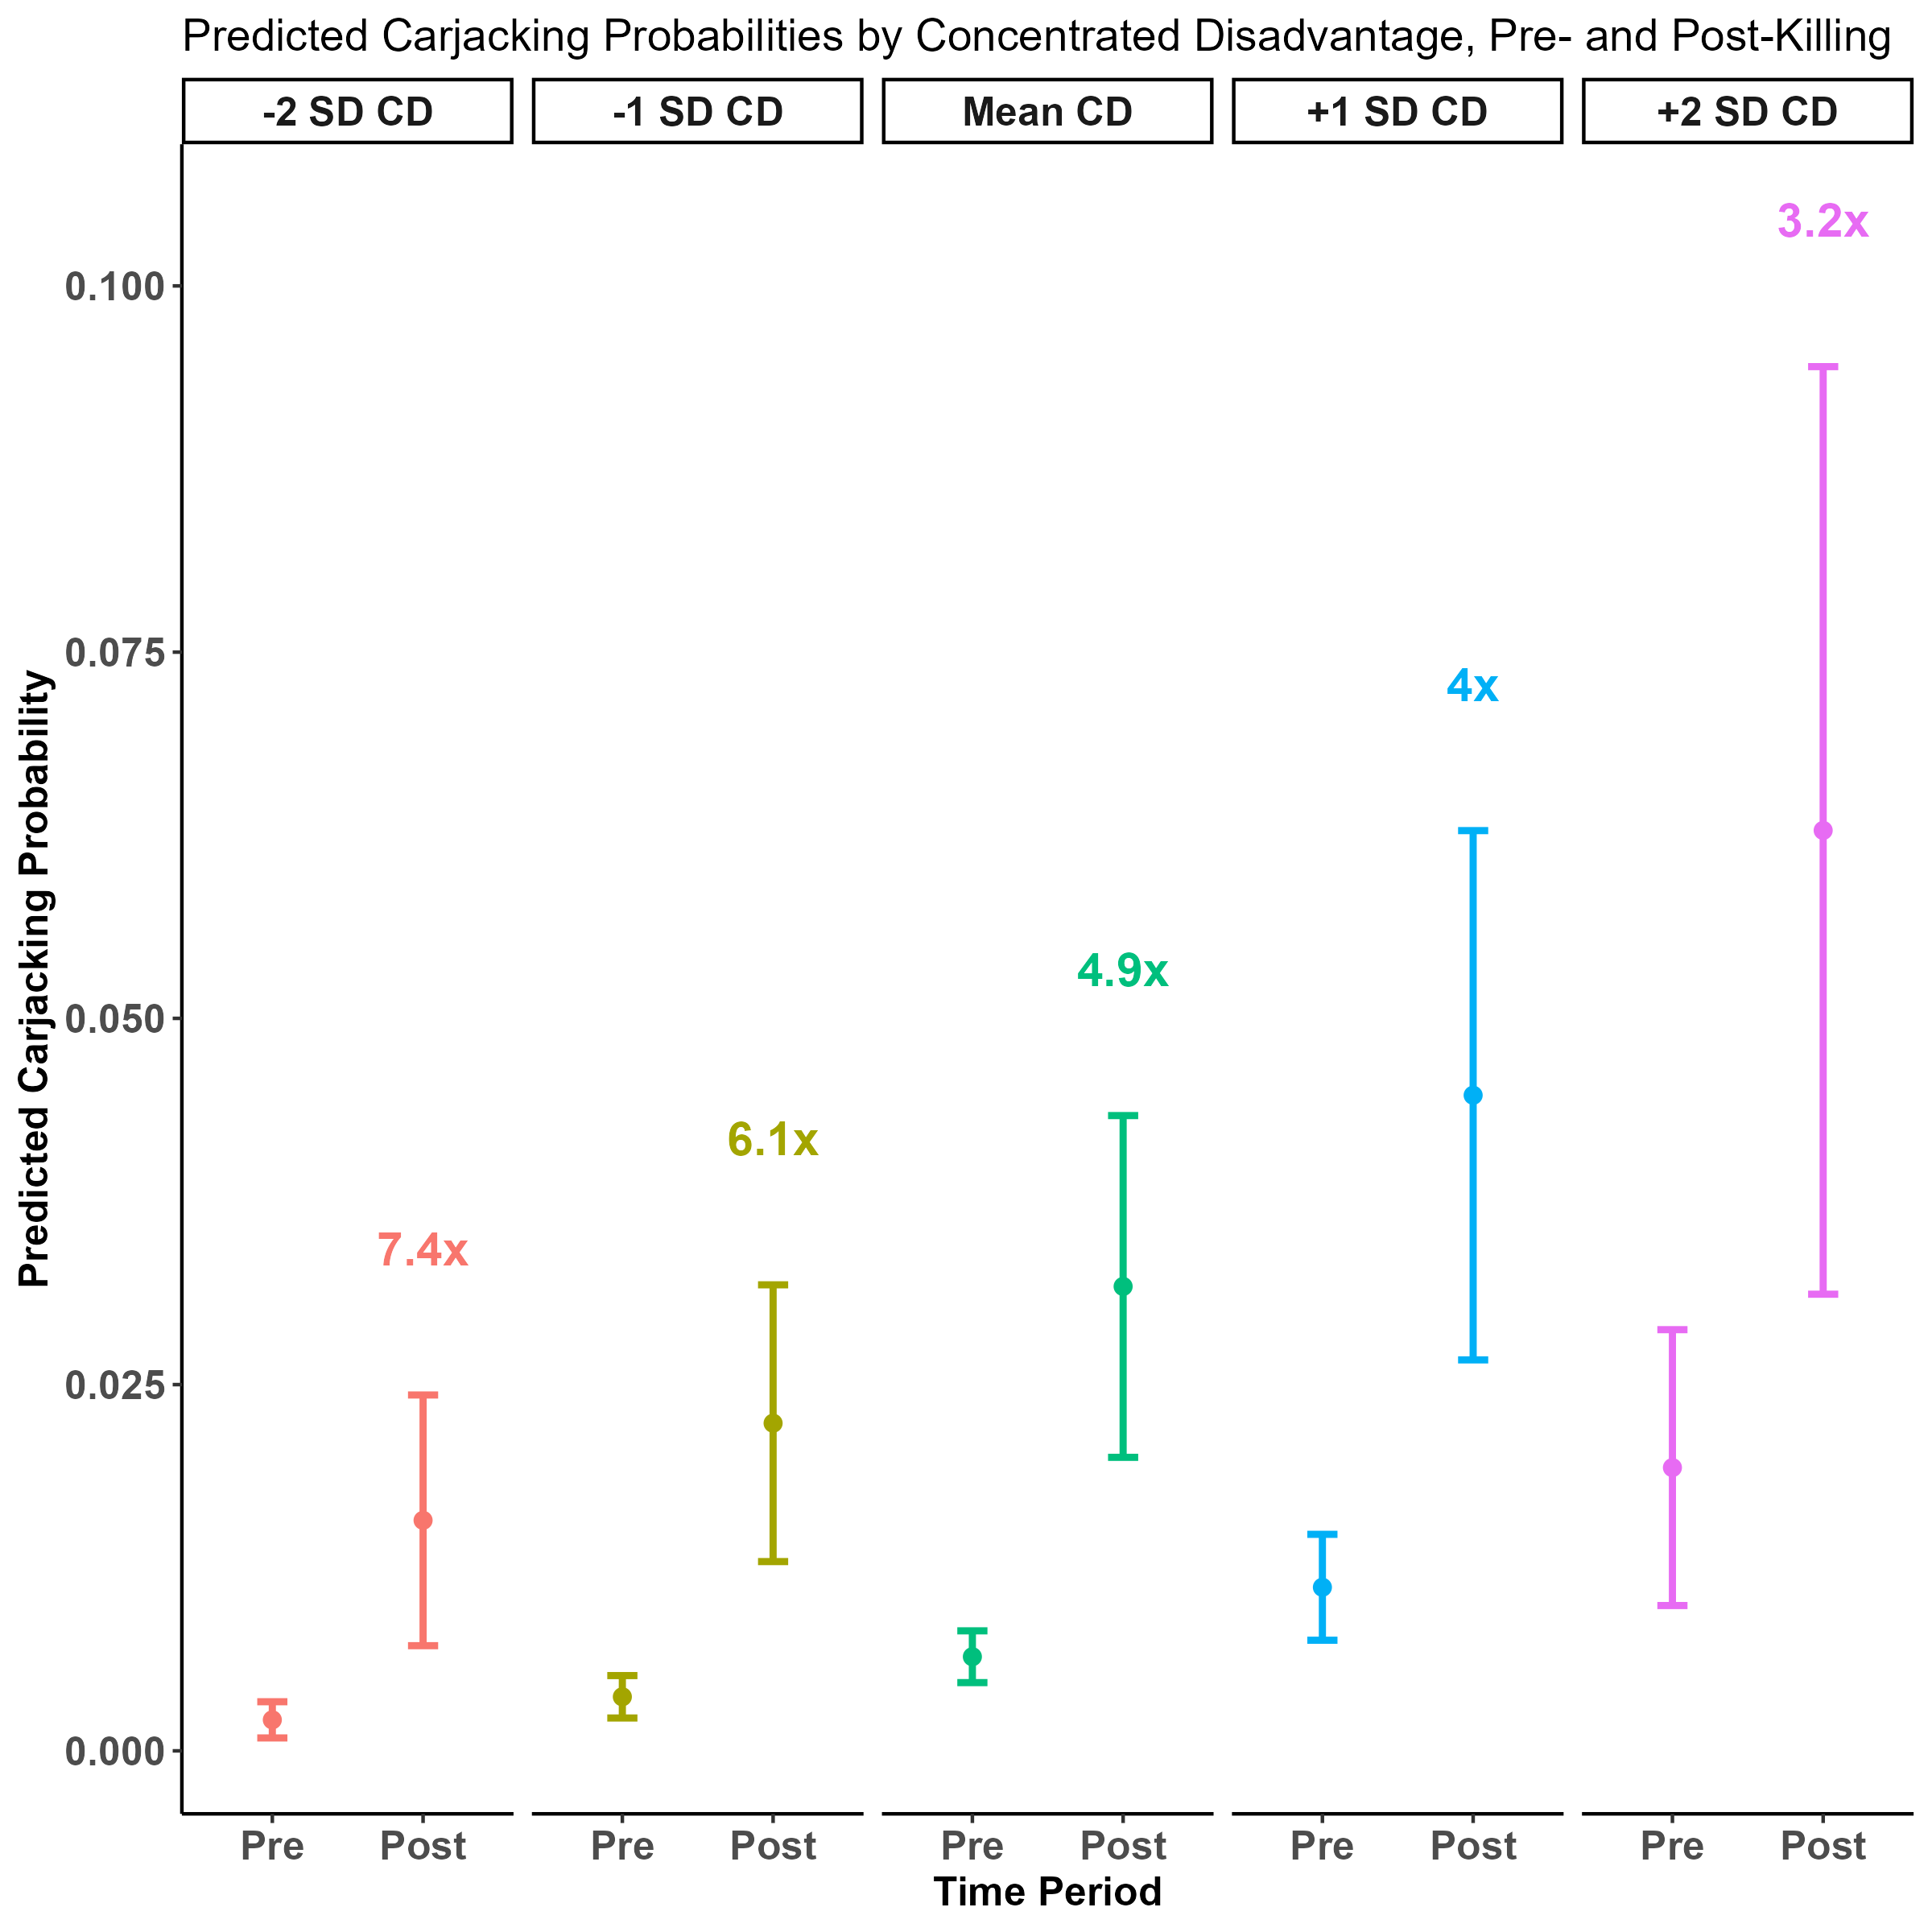 Predicted Carjacking Probabilities by Concentrated Disadvantage, Pre- and Post-Killing
-2 SD CD
-1 SD CD
Mean CD
+1 SD CD
+2 SD CD
3.2x
0.100
0.075
4x
4.9x
0.050
6.1x
7.4x
0.025
0.000
Predicted Carjacking Probability
Pre
Post
Pre
Post
Pre
Post
Pre
Post
Pre
Post
Time Period